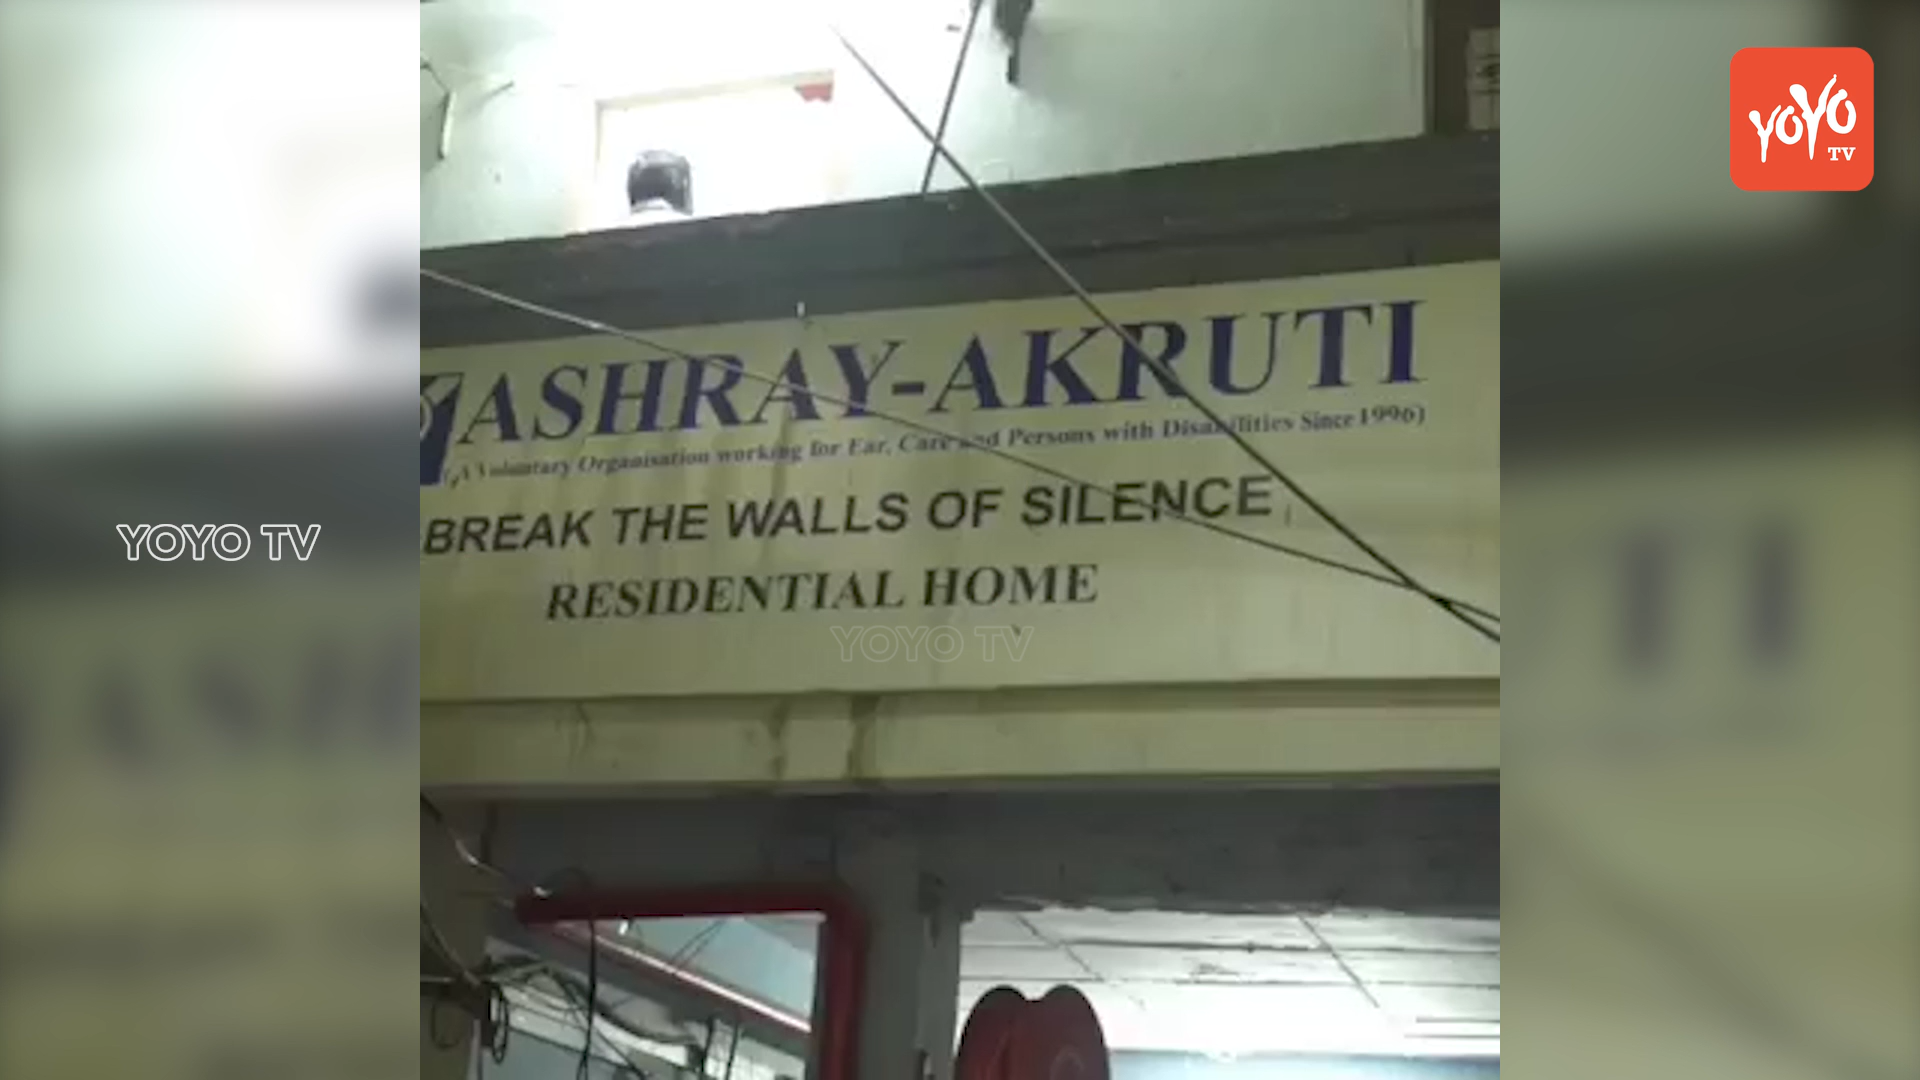 YOYO
TV
ASHRAY-AKRUTI
(A Voluntary Organisation working for Ear, Care and Persons with Disabilities Since 1996)
BREAK THE WALLS OF SILENCE
RESIDENTIAL HOME
YOYO TV
YOYO TV